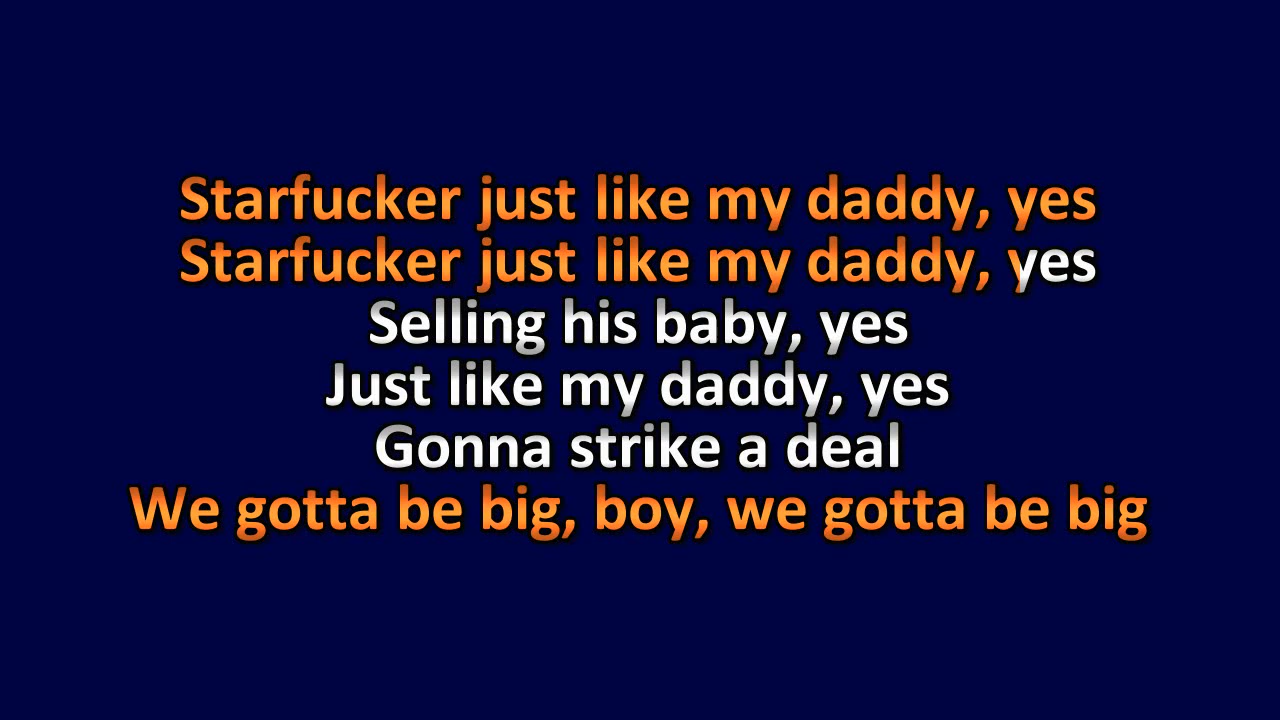 Starfucker just like my daddy, yes
Starfucker just like my daddy, yes
Selling his baby, yes
Just like my daddy, yes
Gonna strike a deal
We gotta be big, boy, we gotta be big